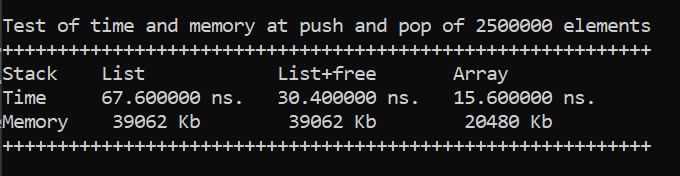 Test of time and memory at push and pop of 2500000 elements
+++++++++++++++++++++++++++++++++++++++++++++++++++++++++++
Stack    List            List+free       Array
Time     67.600000 ns.   30.400000 ns.   15.600000 ns.
Memory    39062 Kb        39062 Kb        20480 Kb
+++++++++++++++++++++++++++++++++++++++++++++++++++++++++++